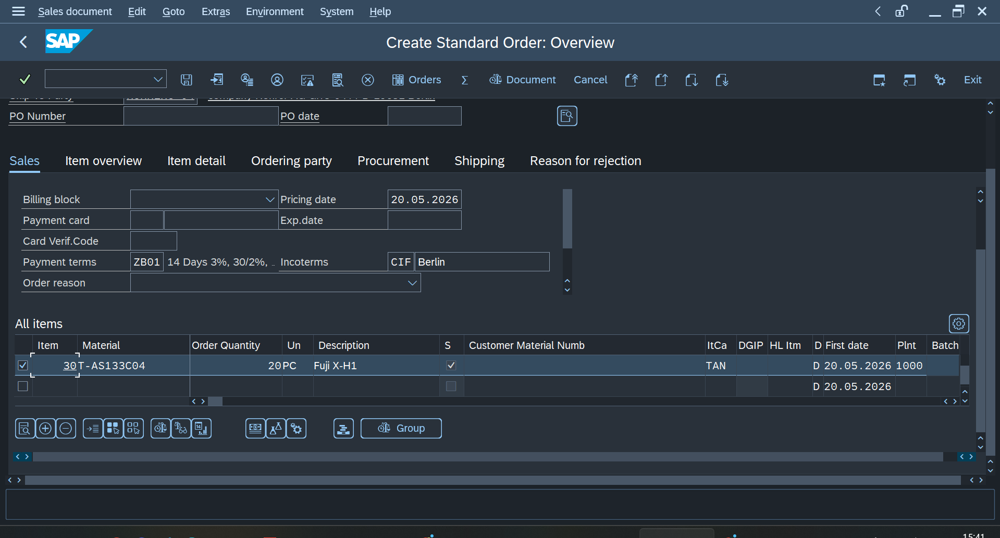 Sales document Edit Goto Extras Environment System Help
SAP Create Standard Order: Overview
Orders Σ Document Cancel Exit
PO Number PO date
Sales Item overview Item detail Ordering party Procurement Shipping Reason for rejection
Billing block Pricing date 20.05.2026
Payment card Exp.date
Card Verif.Code
Payment terms ZB01 14 Days 3%, 30/2%, … Incoterms CIF Berlin
Order reason
All items
Item Material Order Quantity Un Description S Customer Material Numb ItCa DGIP HL Itm D First date Plnt Batch
30 T-AS133C04 20 PC Fuji X-H1 TAN D 20.05.2026 1000
D 20.05.2026
14
Group
15:41